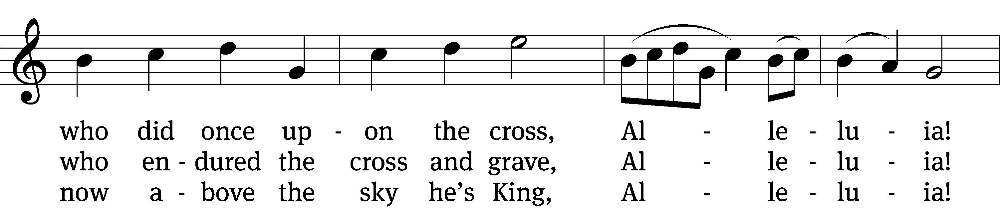 who did once up - on the cross, Al - le - lu - ia!
who en - dured the cross and grave, Al - le - lu - ia!
now a - bove the sky he’s King, Al - le - lu - ia!